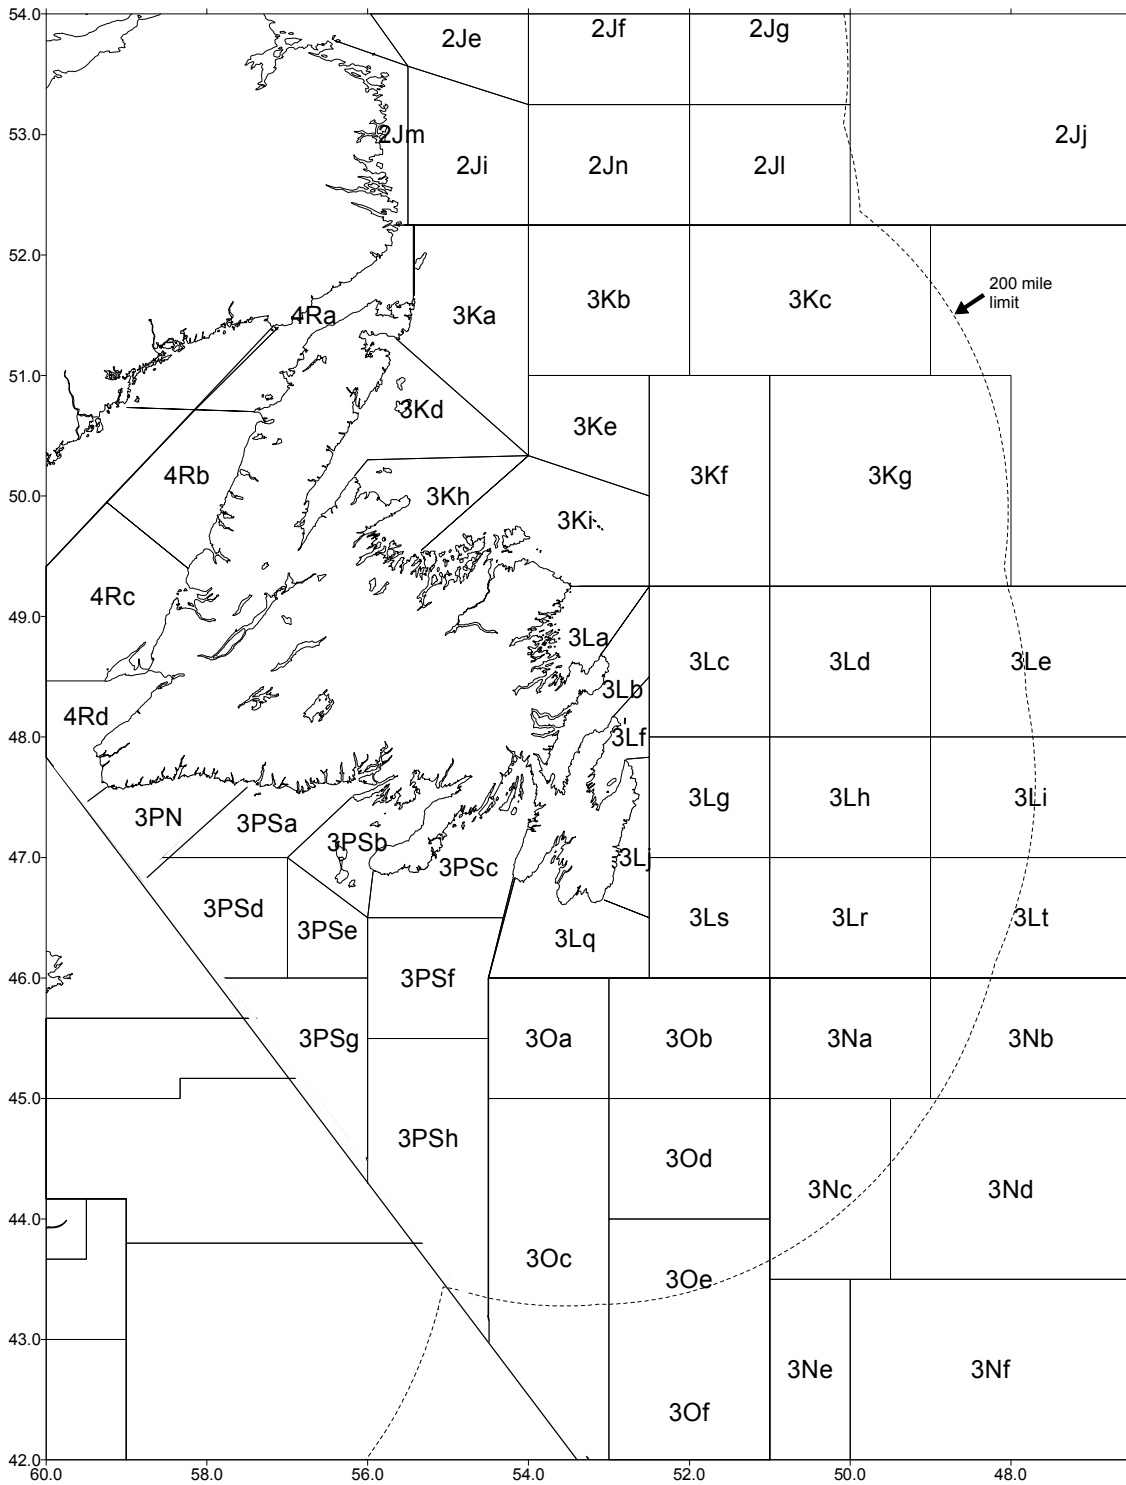 54.0
2Je
2Jf
2Jg
53.0
2Jm
2Ji
2Jn
2Jl
2Jj
52.0
200 mile
limit
4Ra
3Ka
3Kb
3Kc
51.0
3Kd
3Ke
4Rb
3Kh
3Kf
3Kg
50.0
3Ki
4Rc
49.0
3La
3Lc
3Ld
3Le
3Lb
4Rd
48.0
3Lf
3PN
3PSa
3Lg
3Lh
3Li
3PSb
47.0
3PSc
3Lj
3PSd
3PSe
3Lq
3Ls
3Lr
3Lt
46.0
3PSf
3PSg
3Oa
3Ob
3Na
3Nb
45.0
3PSh
3Od
3Nc
3Nd
44.0
3Oc
3Oe
43.0
3Ne
3Nf
3Of
42.0
60.0 58.0 56.0 54.0 52.0 50.0 48.0